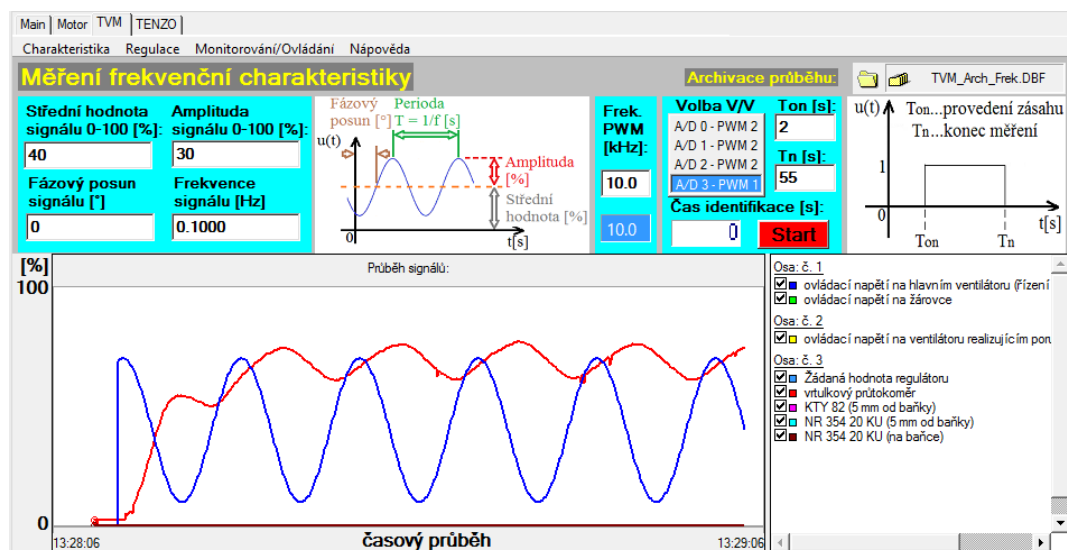 Main Motor TVM TENZO
Charakteristika Regulace Monitorování/Ovládání Nápověda
Měření frekvenční charakteristiky
Archivace průběhu:
TVM_Arch_Frek.DBF
Střední hodnota
signálu 0-100 [%]:
40
Amplituda
signálu 0-100 [%]:
30
Fázový posun
signálu [°]
0
Frekvence
signálu [Hz]
0.1000
Fázový
posun [°]
Perioda
T = 1/f [s]
u(t)
Amplituda
[%]
Střední
hodnota [%]
0
t[s]
Frek.
PWM
[kHz]:
10.0
10.0
Volba V/V
A/D 0 - PWM 2
A/D 1 - PWM 2
A/D 2 - PWM 2
A/D 3 - PWM 1
Ton [s]:
2
Tn [s]:
55
Čas identifikace [s]:
0
Start
u(t)
Ton...provedení zásahu
Tn...konec měření
1
0
Ton
Tn
t[s]
[%]
100
Průběh signálů:
0
13:28:06
časový průběh
13:29:06
Osa: č. 1
ovládací napětí na hlavním ventilátoru (řízení
ovládací napětí na žárovce
Osa: č. 2
ovládací napětí na ventilátoru realizujícím poru
Osa: č. 3
Žádaná hodnota regulátoru
vrtulkový průtokoměr
KTY 82 (5 mm od baňky)
NR 354 20 KU (5 mm od baňky)
NR 354 20 KU (na baňce)